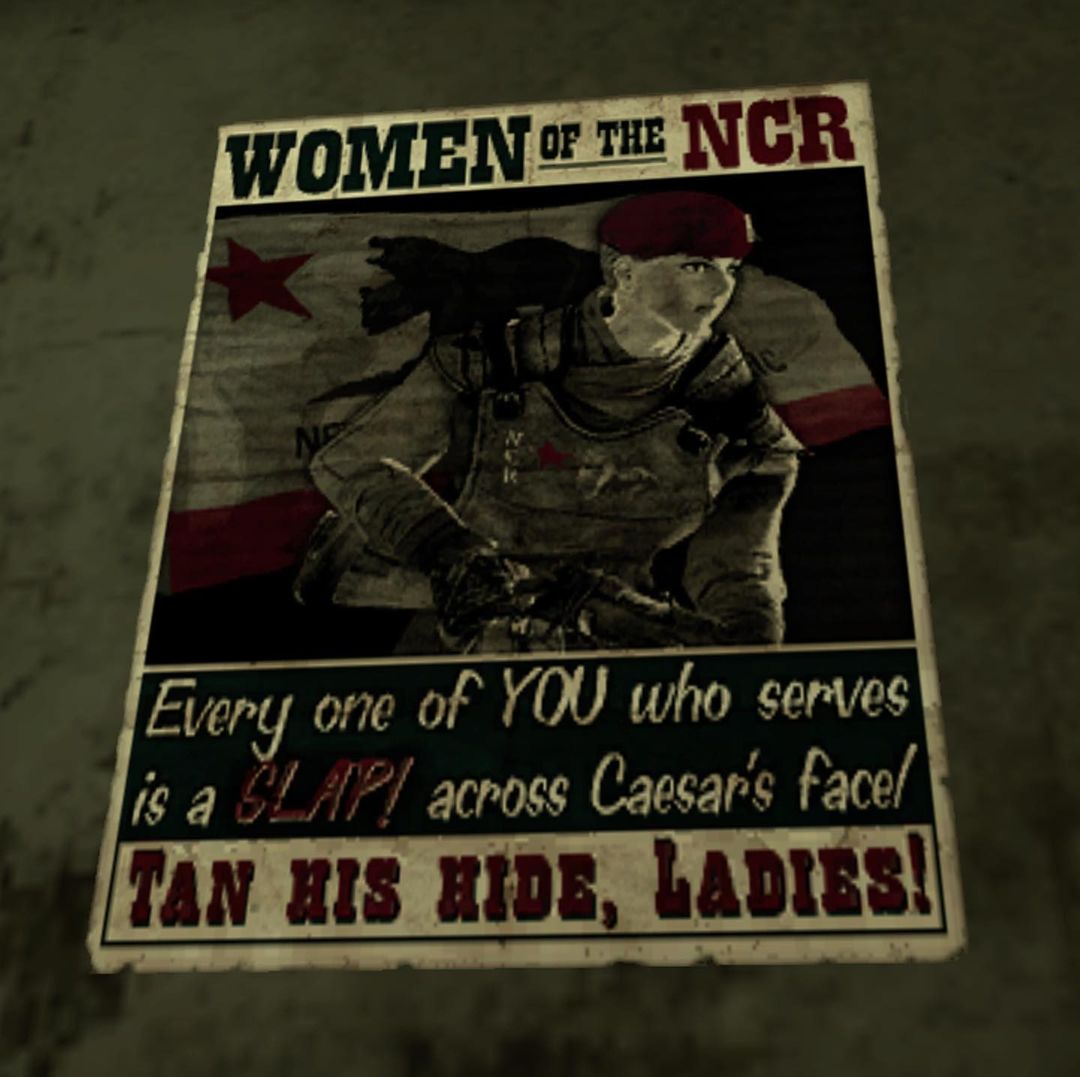 WOMEN OF THE NCR
NCR
Every one of YOU who serves
is a SLAP! across Caesar's face!
TAN HIS HIDE, LADIES!